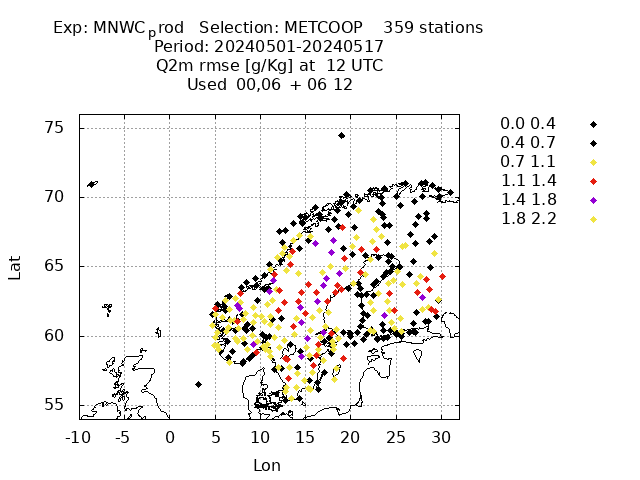 Exp: MNWCprod Selection: METCOOP 359 stations
Period: 20240501-20240517
Q2m rmse [g/Kg] at 12 UTC
Used 00,06 + 06 12
75
70
65
60
55
-10 -5 0 5 10 15 20 25 30
Lat
Lon
0.0 0.4
0.4 0.7
0.7 1.1
1.1 1.4
1.4 1.8
1.8 2.2